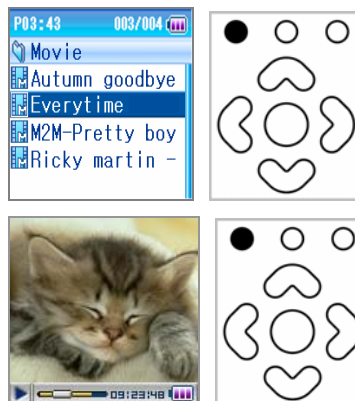 P03:43 003/004
Movie
Autumn goodbye
Everytime
M2M-Pretty boy
Ricky martin -
09:23:48